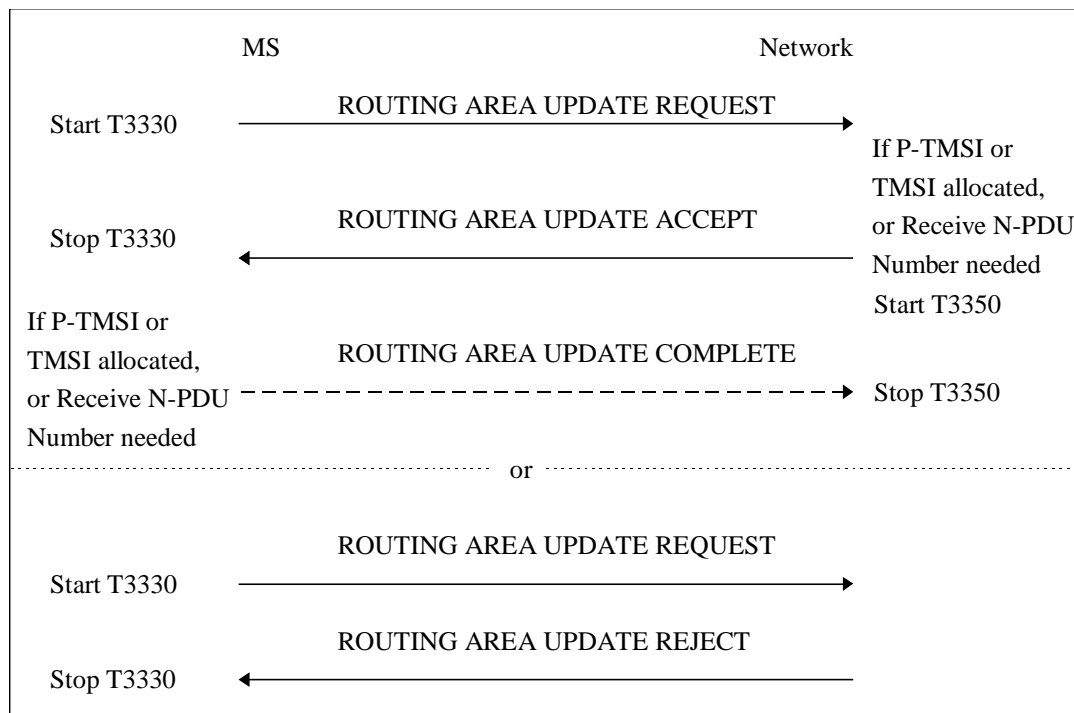 MS
Network
ROUTING AREA UPDATE REQUEST
Start T3330
If P-TMSI or
TMSI allocated,
or Receive N-PDU
Number needed
Start T3350
ROUTING AREA UPDATE ACCEPT
Stop T3330
If P-TMSI or
TMSI allocated,
or Receive N-PDU
Number needed
ROUTING AREA UPDATE COMPLETE
Stop T3350
or
ROUTING AREA UPDATE REQUEST
Start T3330
ROUTING AREA UPDATE REJECT
Stop T3330